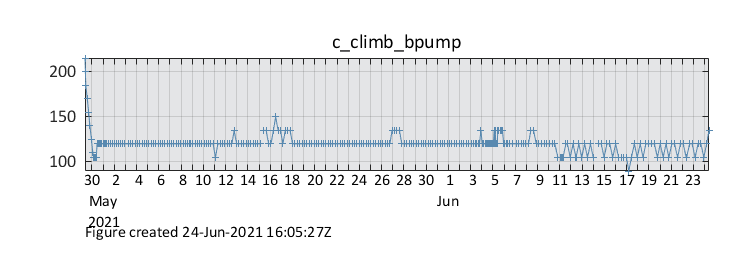 c_climb_bpump
200
150
100
30 2 4 6 8 10 12 14 16 18 20 22 24 26 28 30 1 3 5 7 9 11 13 15 17 19 21 23
May Jun
2021
Figure created 24-Jun-2021 16:05:27Z